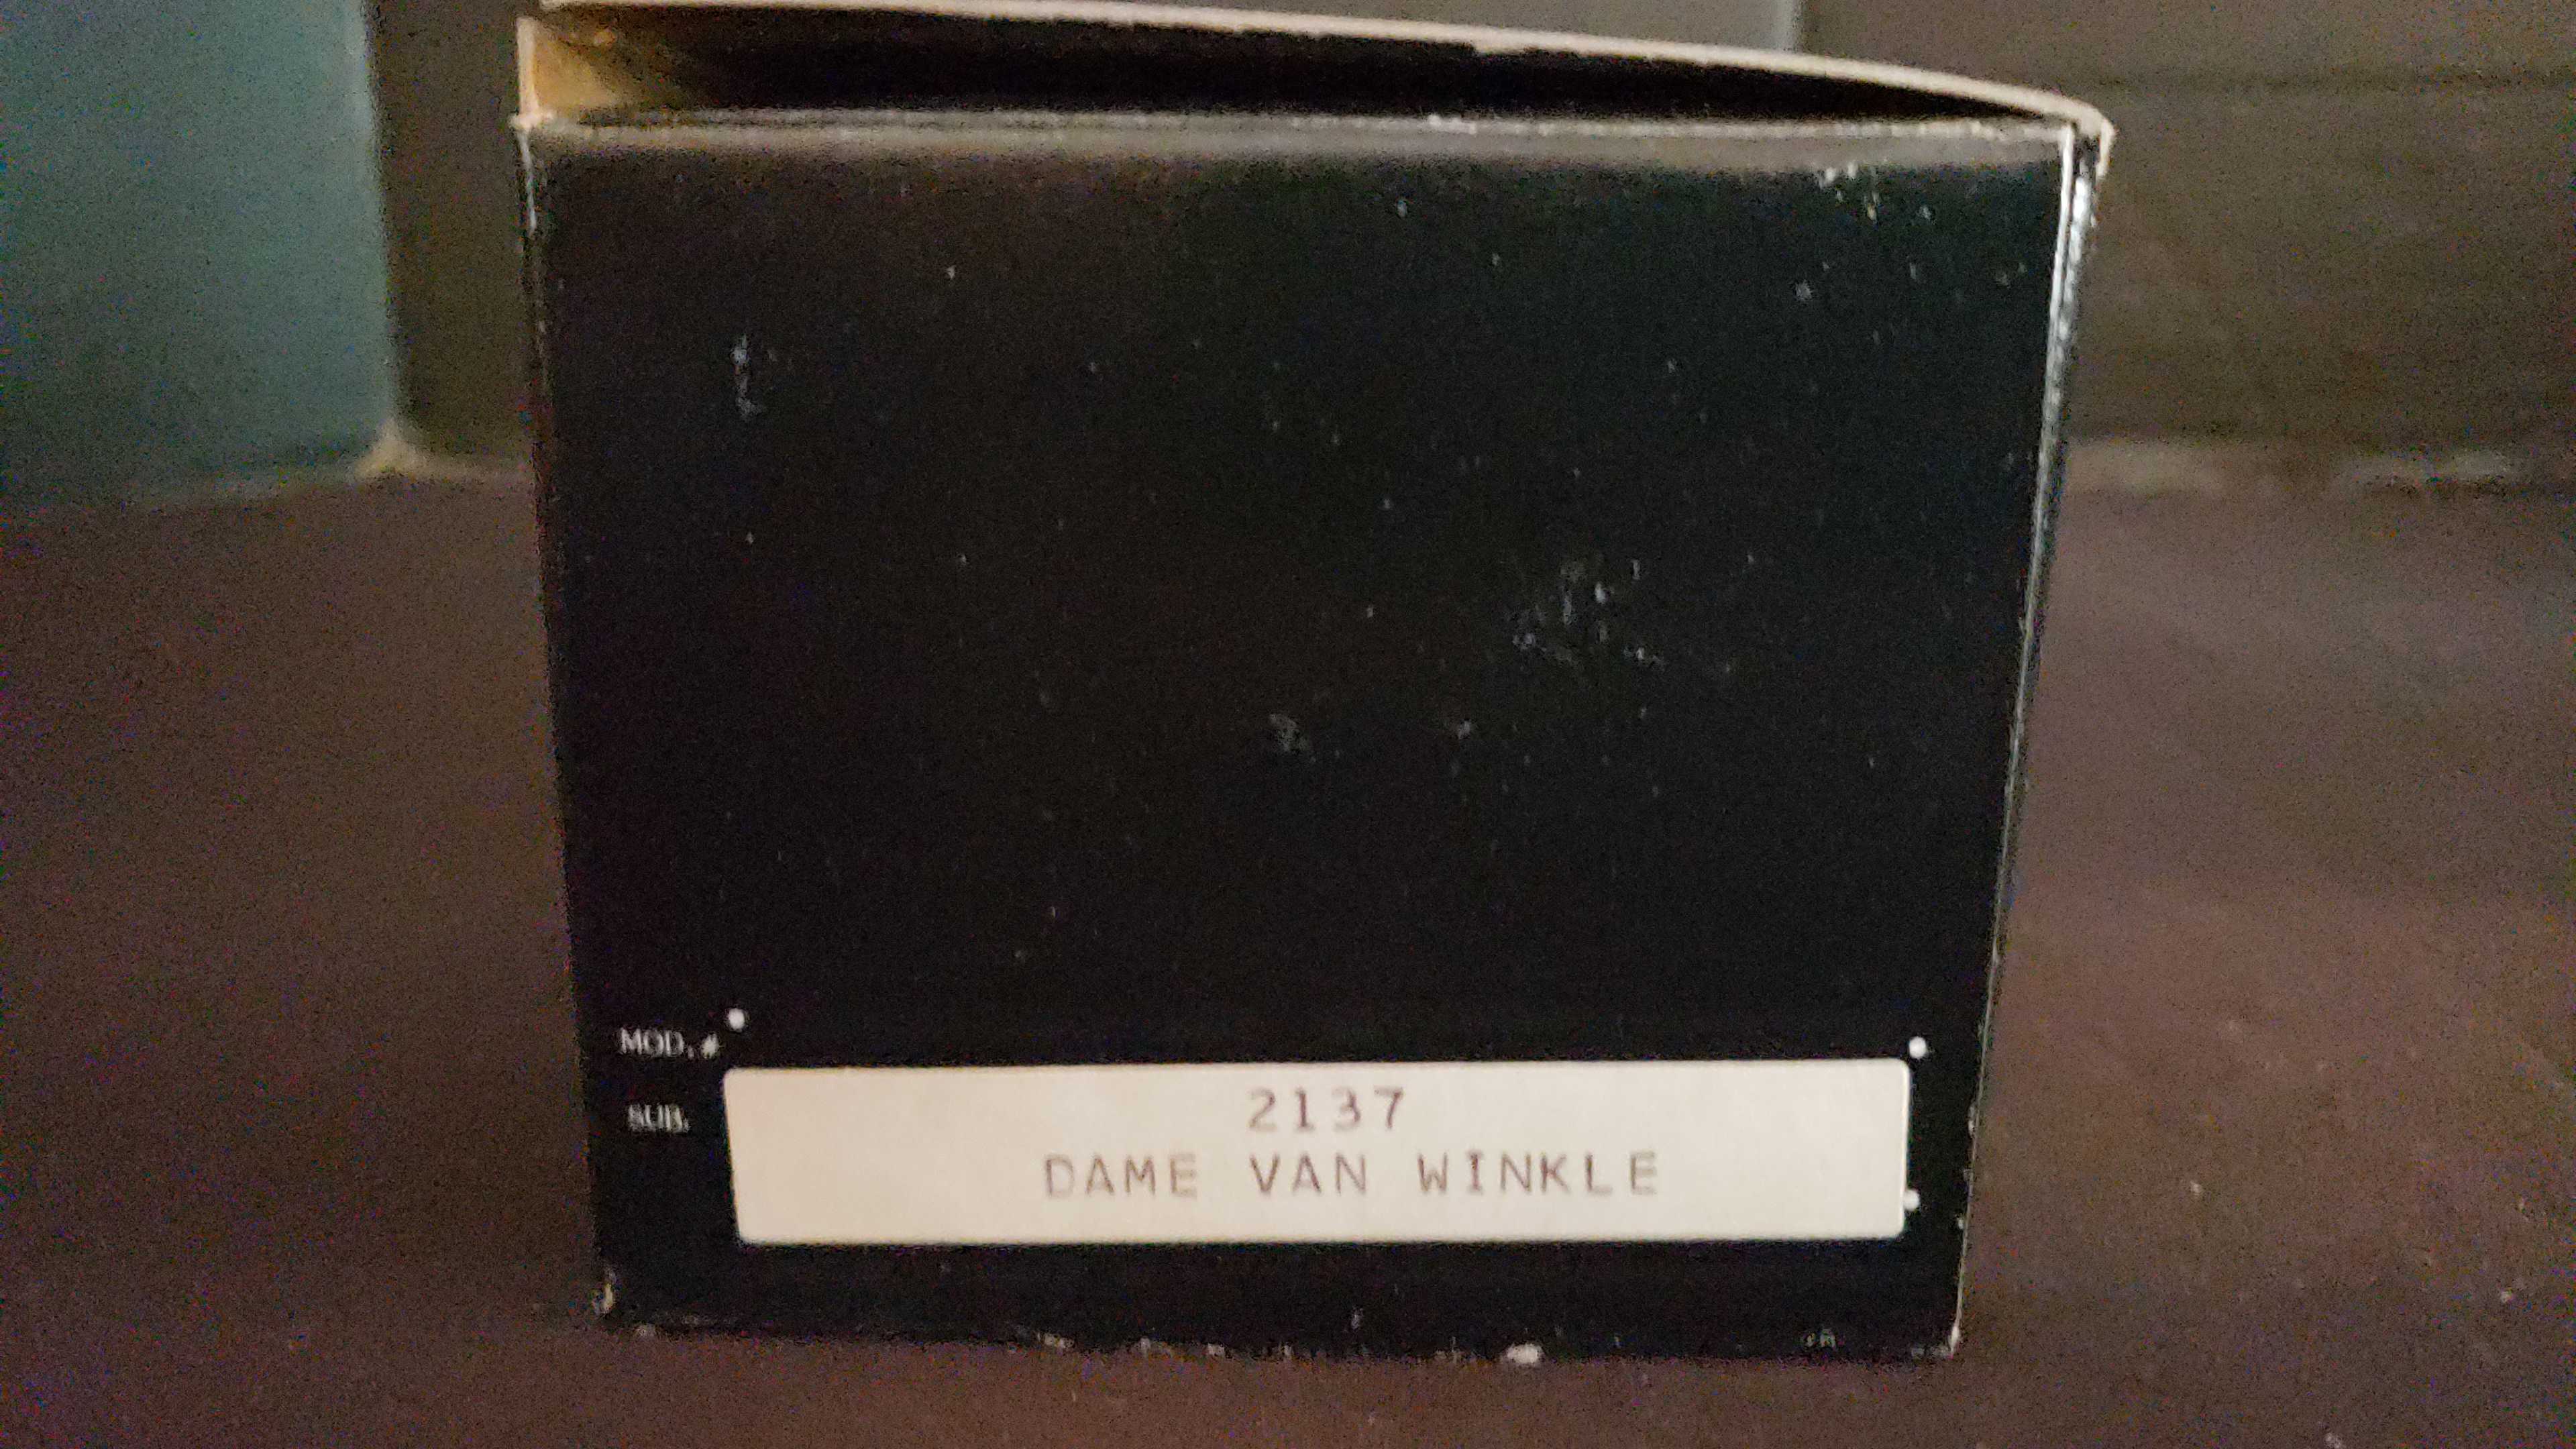 MOD. #
SUB.
2137
DAME VAN WINKLE